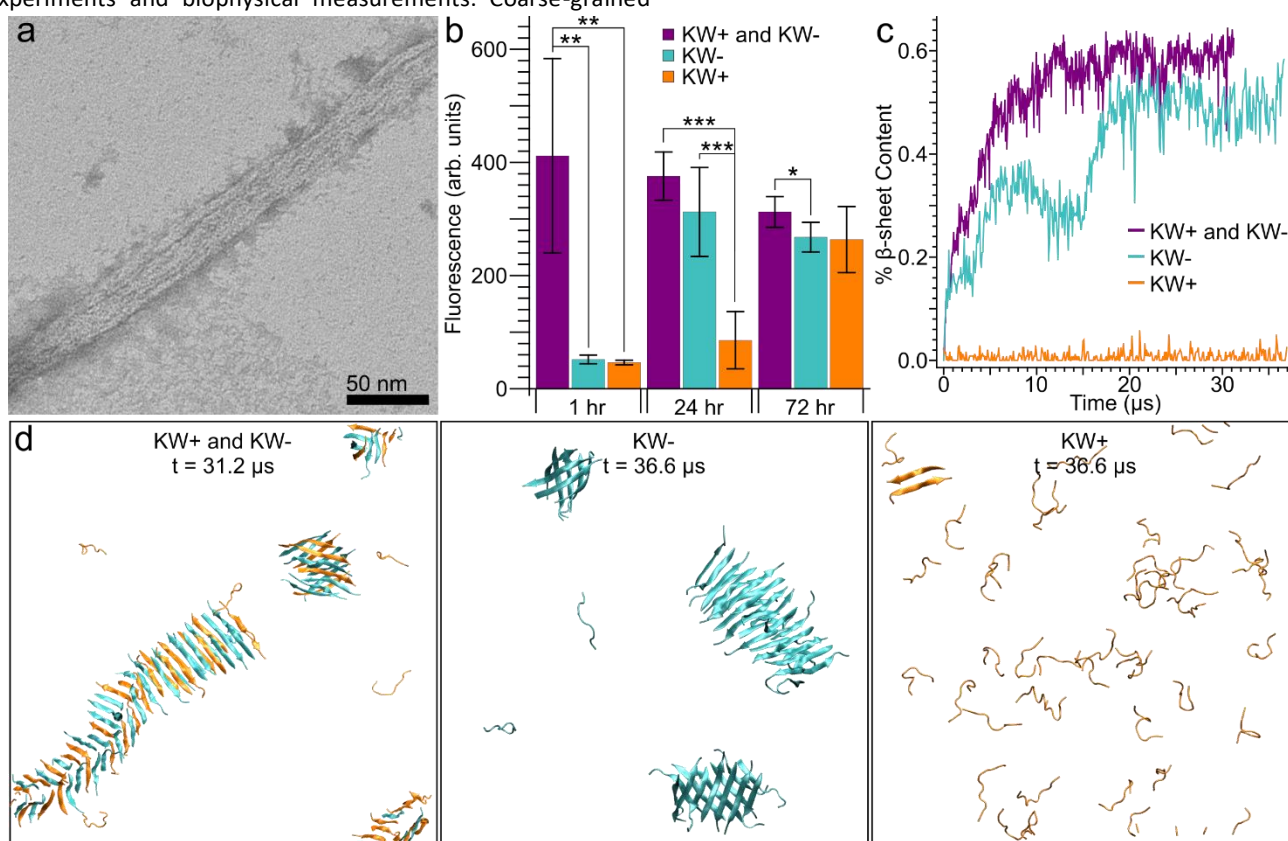 xperiments and biophysical measurements. Coarse-grained
a
50 nm
b
Fluorescence (arb. units)
600
400
200
0
**
**
***
***
*
KW+ and KW-
KW-
KW+
1 hr
24 hr
72 hr
c
% β-sheet Content
0.6
0.4
0.2
0.0
KW+ and KW-
KW-
KW+
0
10
20
30
Time (μs)
d
KW+ and KW-
t = 31.2 μs
KW-
t = 36.6 μs
KW+
t = 36.6 μs